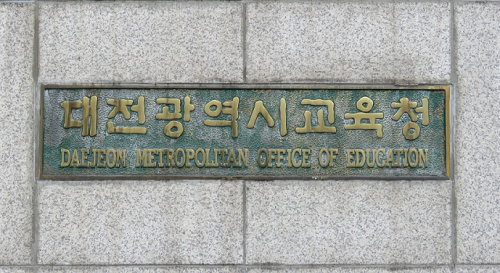 대전광역시교육청
DAEJEON METROPOLITAN OFFICE OF EDUCATION